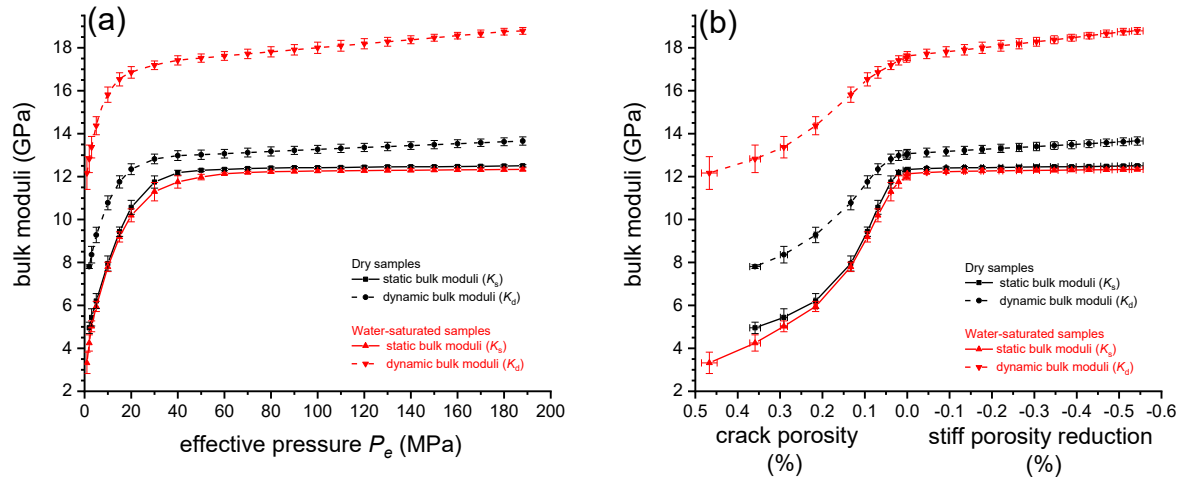 (a)
bulk moduli (GPa)
18
16
14
12
10
8
6
4
2
0 20 40 60 80 100 120 140 160 180 200
effective pressure Pe (MPa)
Dry samples
static bulk moduli (Ks)
dynamic bulk moduli (Kd)
Water-saturated samples
static bulk moduli (Ks)
dynamic bulk moduli (Kd)
(b)
bulk moduli (GPa)
18
16
14
12
10
8
6
4
2
0.5 0.4 0.3 0.2 0.1 0.0 -0.1 -0.2 -0.3 -0.4 -0.5 -0.6
crack porosity stiff porosity reduction
(%) (%)
Dry samples
static bulk moduli (Ks)
dynamic bulk moduli (Kd)
Water-saturated samples
static bulk moduli (Ks)
dynamic bulk moduli (Kd)